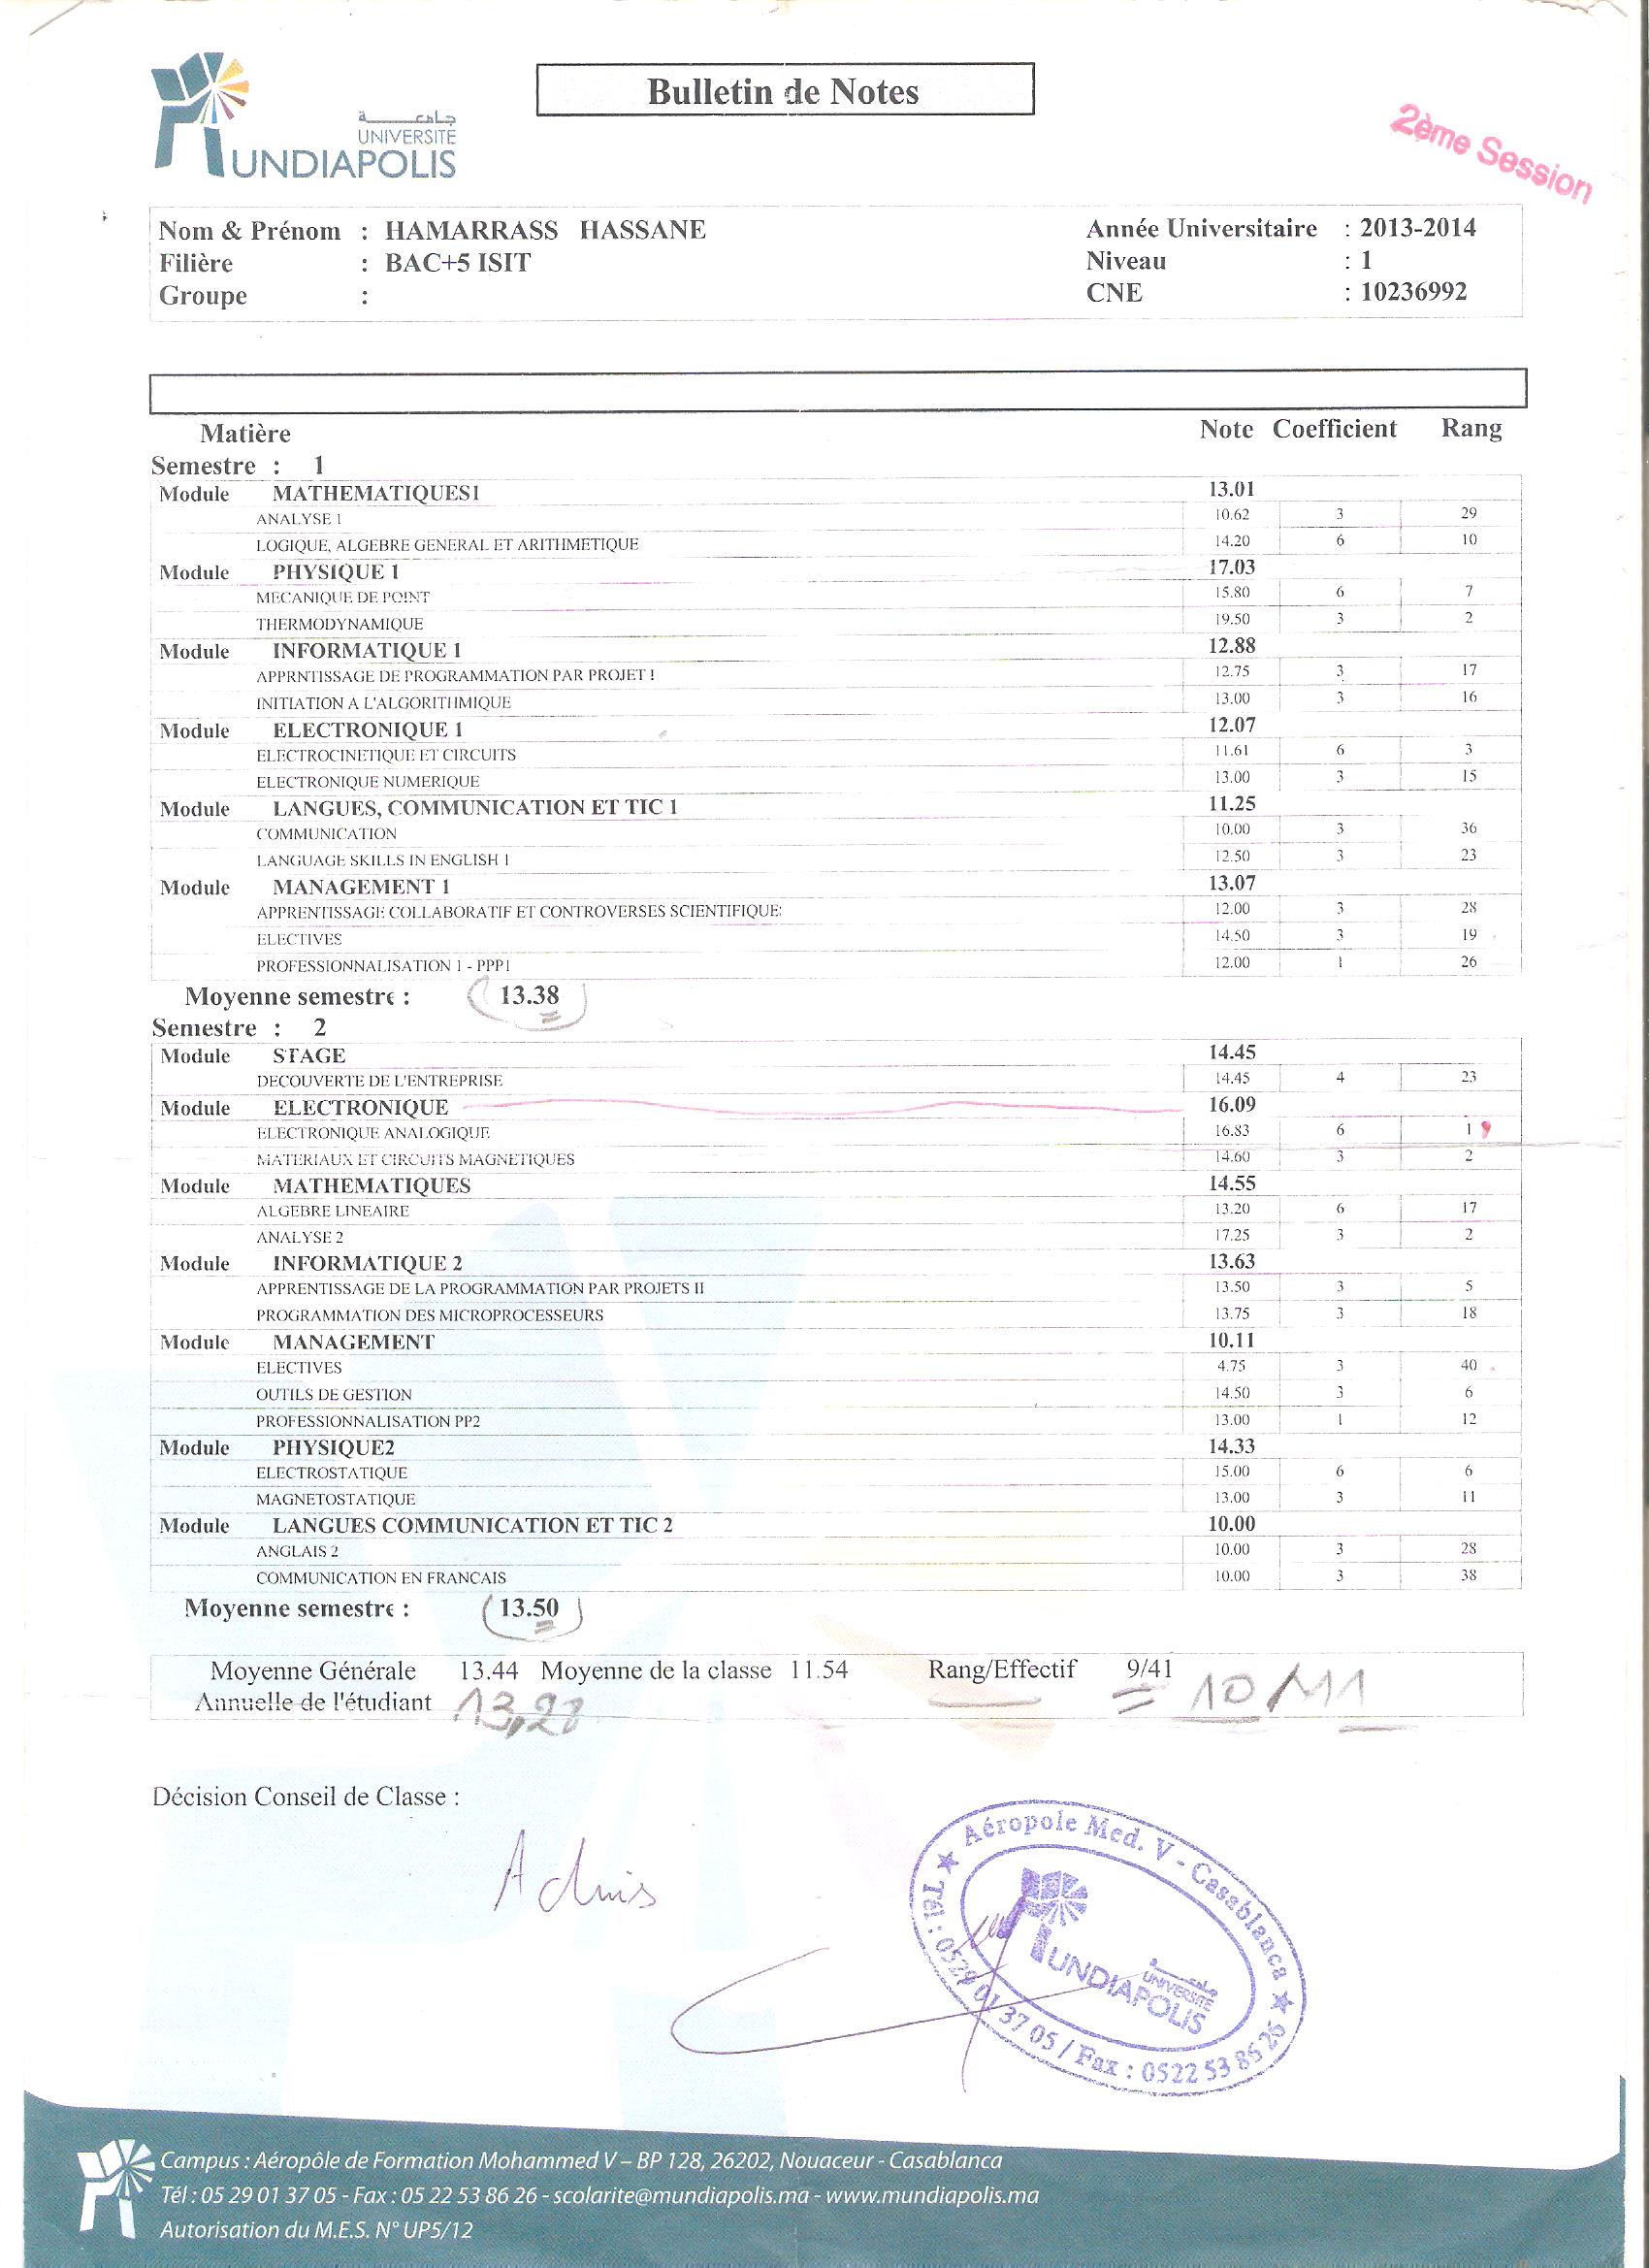 Bulletin de Notes
جامعة
UNIVERSITE
UNDIAPOLIS
2ème Session
Nom & Prénom : HAMARRASS HASSANE Année Universitaire : 2013-2014
Filière : BAC+5 ISIT Niveau : 1
Groupe : CNE : 10236992
Matière Note Coefficient Rang
Semestre : 1
Module MATHEMATIQUES1 13.01
ANALYSE 1 10.62 3 29
LOGIQUE, ALGEBRE GENERAL ET ARITHMETIQUE 14.20 6 10
Module PHYSIQUE 1 17.03
MECANIQUE DE POINT 15.80 6 7
THERMODYNAMIQUE 19.50 3 2
Module INFORMATIQUE 1 12.88
APPRNTISSAGE DE PROGRAMMATION PAR PROJET I 12.75 3 17
INITIATION A L'ALGORITHMIQUE 13.00 3 16
Module ELECTRONIQUE 1 12.07
ELECTROCINETIQUE ET CIRCUITS 11.61 6 3
ELECTRONIQUE NUMERIQUE 13.00 3 15
Module LANGUES, COMMUNICATION ET TIC 1 11.25
COMMUNICATION 10.00 3 36
LANGUAGE SKILLS IN ENGLISH 1 12.50 3 23
Module MANAGEMENT 1 13.07
APPRENTISSAGE COLLABORATIF ET CONTROVERSES SCIENTIFIQUE: 12.00 3 28
ELECTIVES 14.50 3 19
PROFESSIONNALISATION 1 - PPP1 12.00 1 26
Moyenne semestre : 13.38
Semestre : 2
Module STAGE 14.45
DECOUVERTE DE L'ENTREPRISE 14.45 4 23
Module ELECTRONIQUE 16.09
ELECTRONIQUE ANALOGIQUE 16.83 6 1
MATERIAUX ET CIRCUITS MAGNETIQUES 14.60 3 2
Module MATHEMATIQUES 14.55
ALGEBRE LINEAIRE 13.20 6 17
ANALYSE 2 17.25 3 2
Module INFORMATIQUE 2 13.63
APPRENTISSAGE DE LA PROGRAMMATION PAR PROJETS II 13.50 3 5
PROGRAMMATION DES MICROPROCESSEURS 13.75 3 18
Module MANAGEMENT 10.11
ELECTIVES 4.75 3 40
OUTILS DE GESTION 14.50 3 6
PROFESSIONNALISATION PP2 13.00 1 12
Module PHYSIQUE2 14.33
ELECTROSTATIQUE 15.00 6 6
MAGNETOSTATIQUE 13.00 3 11
Module LANGUES COMMUNICATION ET TIC 2 10.00
ANGLAIS 2 10.00 3 28
COMMUNICATION EN FRANCAIS 10.00 3 38
Moyenne semestre : 13.50
Moyenne Générale 13.44 Moyenne de la classe 11.54 Rang/Effectif 9/41
Annuelle de l'étudiant
Décision Conseil de Classe :
Admis
Aéropole Med. V - Casablanca
UNIVERSITE
UNDIAPOLIS
Tél : 0529 01 37 05 / Fax : 0522 53 86 26
Campus : Aéropôle de Formation Mohammed V – BP 128, 26202, Nouaceur - Casablanca
Tél : 05 29 01 37 05 - Fax : 05 22 53 86 26 - scolarite@mundiapolis.ma - www.mundiapolis.ma
Autorisation du M.E.S. N° UP5/12